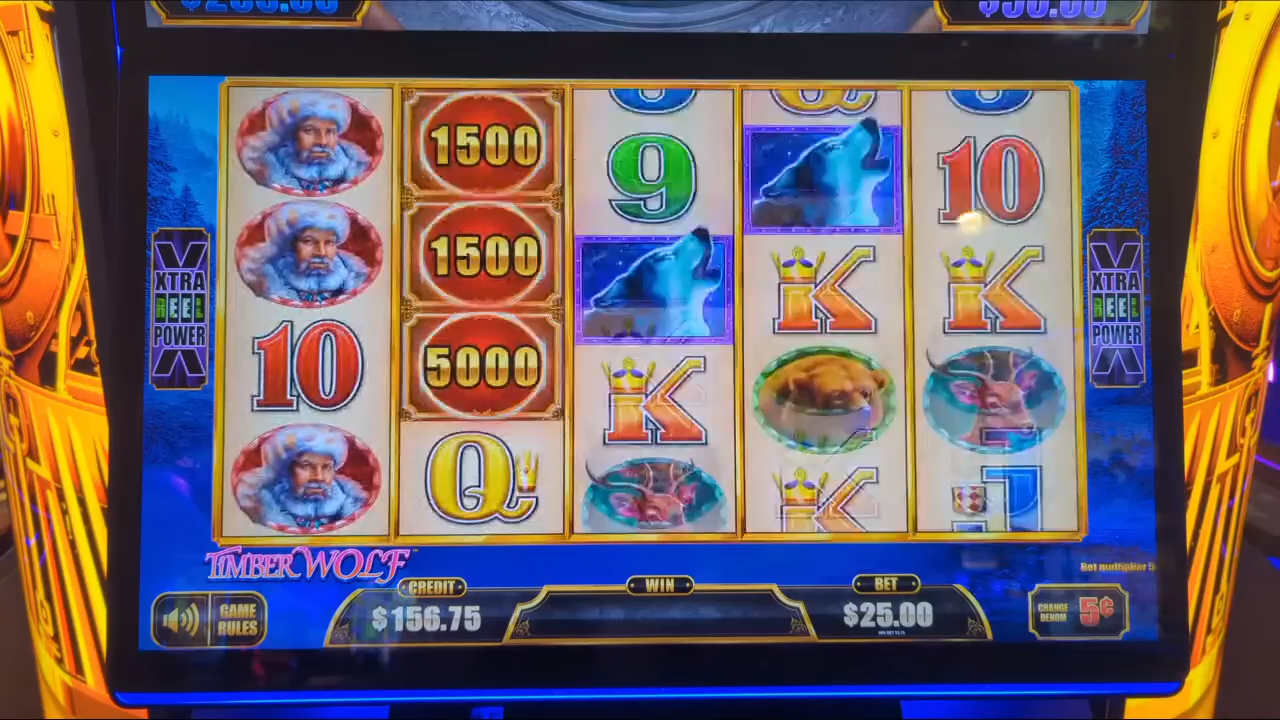 1500
9
10
1500
K
K
10
5000
K
Q
K
XTRA
REEL
POWER
XTRA
REEL
POWER
TIMBER WOLF
Bet multiplier 5
CREDIT
WIN
BET
GAME
RULES
$156.75
$25.00
CHANGE
DENOM
5¢